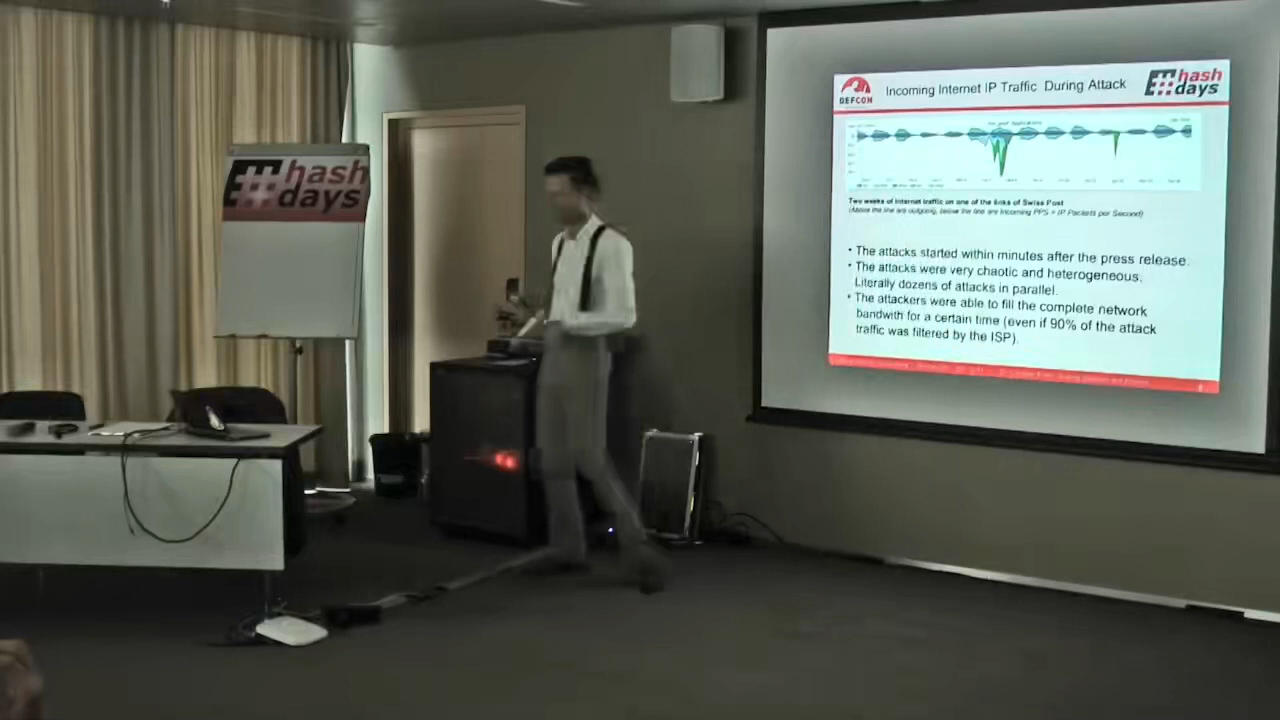 hash
days
DEFCON
Incoming Internet IP Traffic During Attack
hash
days
Two weeks of Internet traffic on one of the links of Swiss Post
(Above the line are outgoing, below the line are incoming PPS = IP Packets per Second)
• The attacks started within minutes after the press release.
• The attacks were very chaotic and heterogeneous.
Literally dozens of attacks in parallel.
• The attackers were able to fill the complete network
bandwith for a certain time (even if 90% of the attack
traffic was filtered by the ISP).